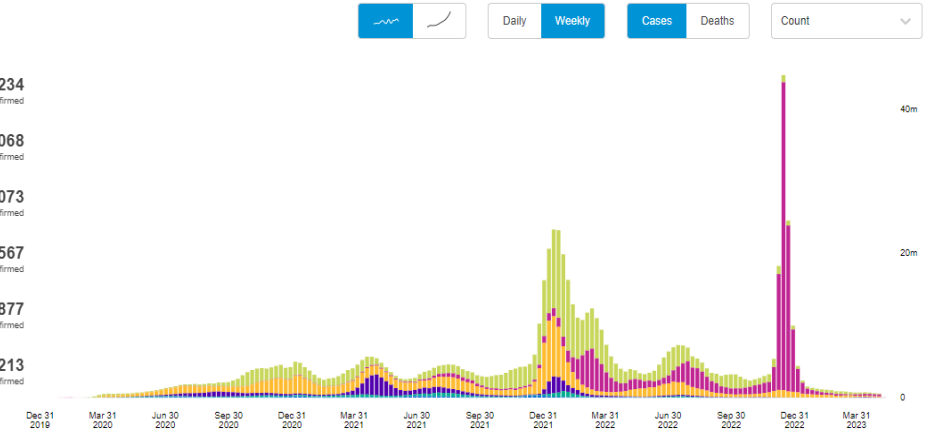 Daily
Weekly
Cases
Deaths
Count
234
firmed
068
firmed
073
firmed
567
firmed
877
firmed
213
firmed
40m
20m
0
Dec 31 2019
Mar 31 2020
Jun 30 2020
Sep 30 2020
Dec 31 2020
Mar 31 2021
Jun 30 2021
Sep 30 2021
Dec 31 2021
Mar 31 2022
Jun 30 2022
Sep 30 2022
Dec 31 2022
Mar 31 2023